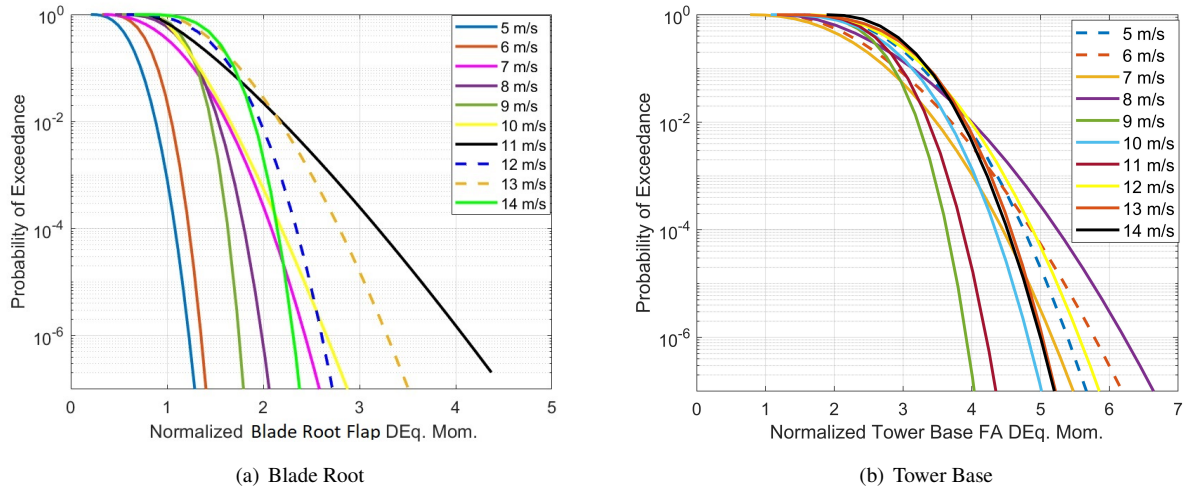 10^0
10^-2
10^-4
10^-6
Probability of Exceedance
0 1 2 3 4 5
Normalized Blade Root Flap DEq. Mom.
5 m/s
6 m/s
7 m/s
8 m/s
9 m/s
10 m/s
11 m/s
12 m/s
13 m/s
14 m/s
(a) Blade Root
10^0
10^-2
10^-4
10^-6
Probability of Exceedance
0 1 2 3 4 5 6 7
Normalized Tower Base FA DEq. Mom.
5 m/s
6 m/s
7 m/s
8 m/s
9 m/s
10 m/s
11 m/s
12 m/s
13 m/s
14 m/s
(b) Tower Base